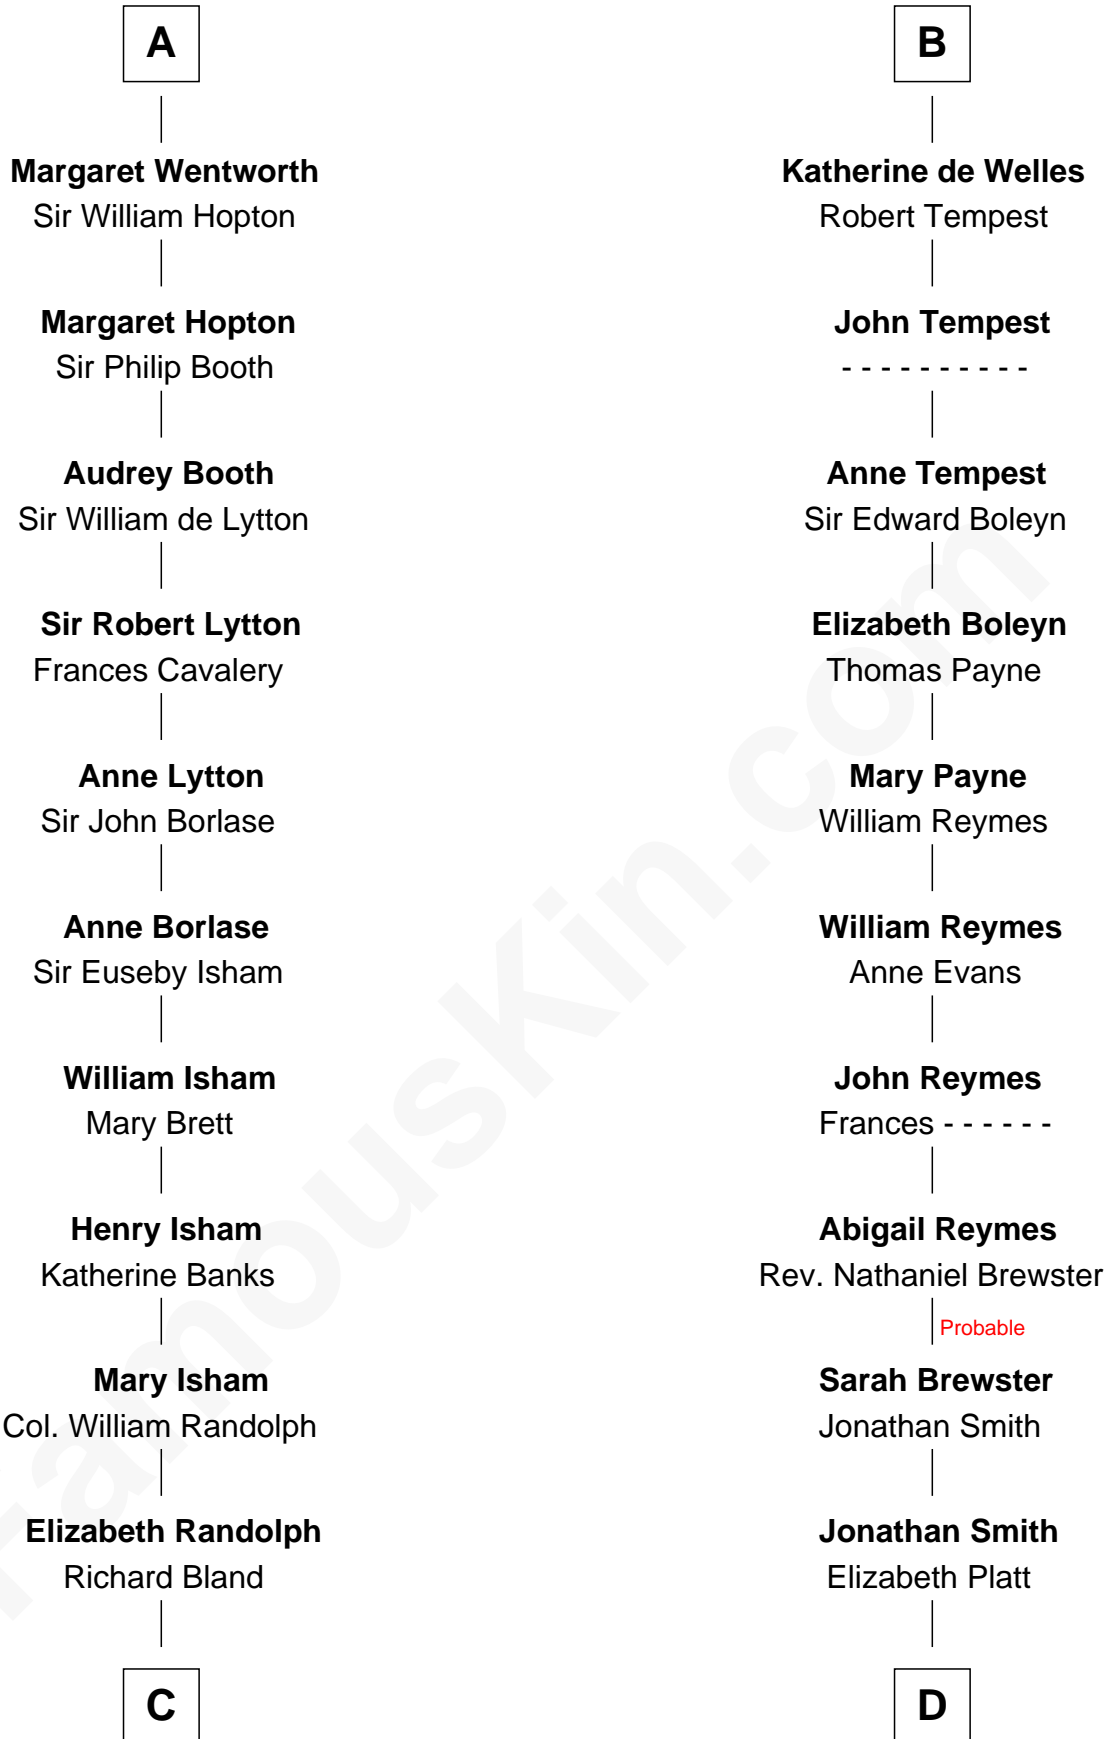 A
Margaret Wentworth
Sir William Hopton
Margaret Hopton
Sir Philip Booth
Audrey Booth
Sir William de Lytton
Sir Robert Lytton
Frances Cavalery
Anne Lytton
Sir John Borlase
Anne Borlase
Sir Euseby Isham
William Isham
Mary Brett
Henry Isham
Katherine Banks
Mary Isham
Col. William Randolph
Elizabeth Randolph
Richard Bland
C
B
Katherine de Welles
Robert Tempest
John Tempest
- - - - - - - - - -
Anne Tempest
Sir Edward Boleyn
Elizabeth Boleyn
Thomas Payne
Mary Payne
William Reymes
William Reymes
Anne Evans
John Reymes
Frances - - - - - -
Abigail Reymes
Rev. Nathaniel Brewster
Probable
Sarah Brewster
Jonathan Smith
Jonathan Smith
Elizabeth Platt
D
FamousKin.com